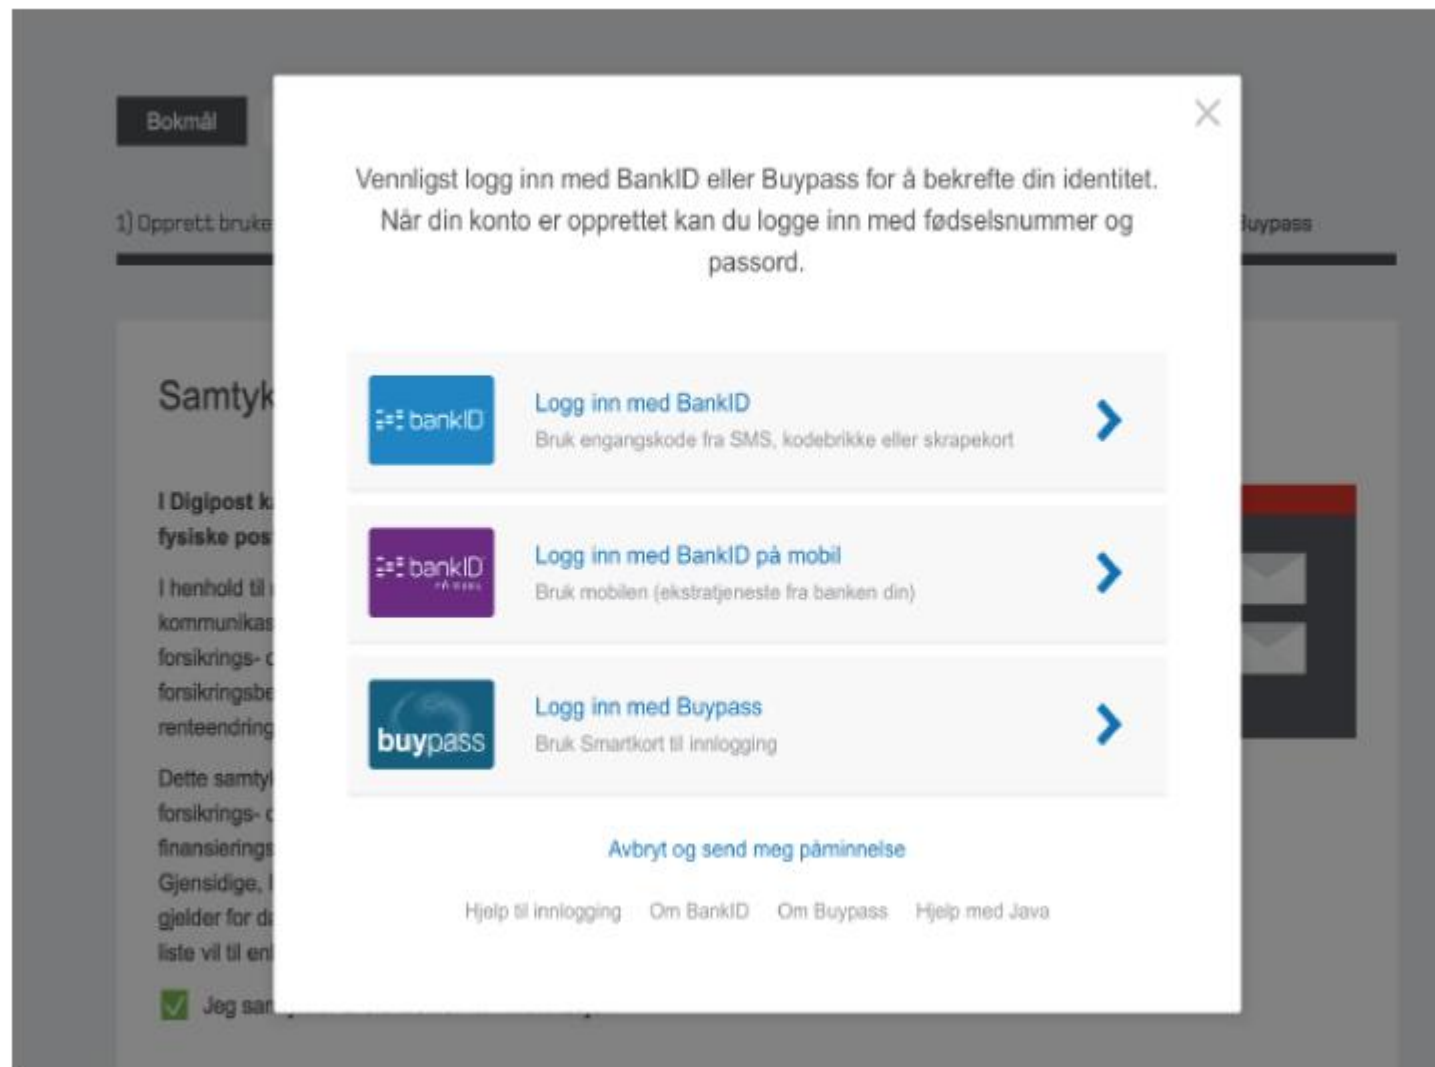 Bokmål
1) Opprett bruke
Buypass
Vennligst logg inn med BankID eller Buypass for å bekrefte din identitet.
Når din konto er opprettet kan du logge inn med fødselsnummer og
passord.
bankID
Logg inn med BankID
Bruk engangskode fra SMS, kodebrikke eller skrapekort
bankID
PÅ MOBIL
Logg inn med BankID på mobil
Bruk mobilen (ekstratjeneste fra banken din)
buypass
Logg inn med Buypass
Bruk Smartkort til innlogging
Avbryt og send meg påminnelse
Hjelp til innlogging Om BankID Om Buypass Hjelp med Java
Samtyk
I Digipost k
fysiske pos
I henhold til
kommunikas
forsikrings-
forsikringsbe
renteendring
Dette samtyk
forsikrings-
finansierings
Gjensidige,
gjelder for da
liste vil til en
Jeg sam